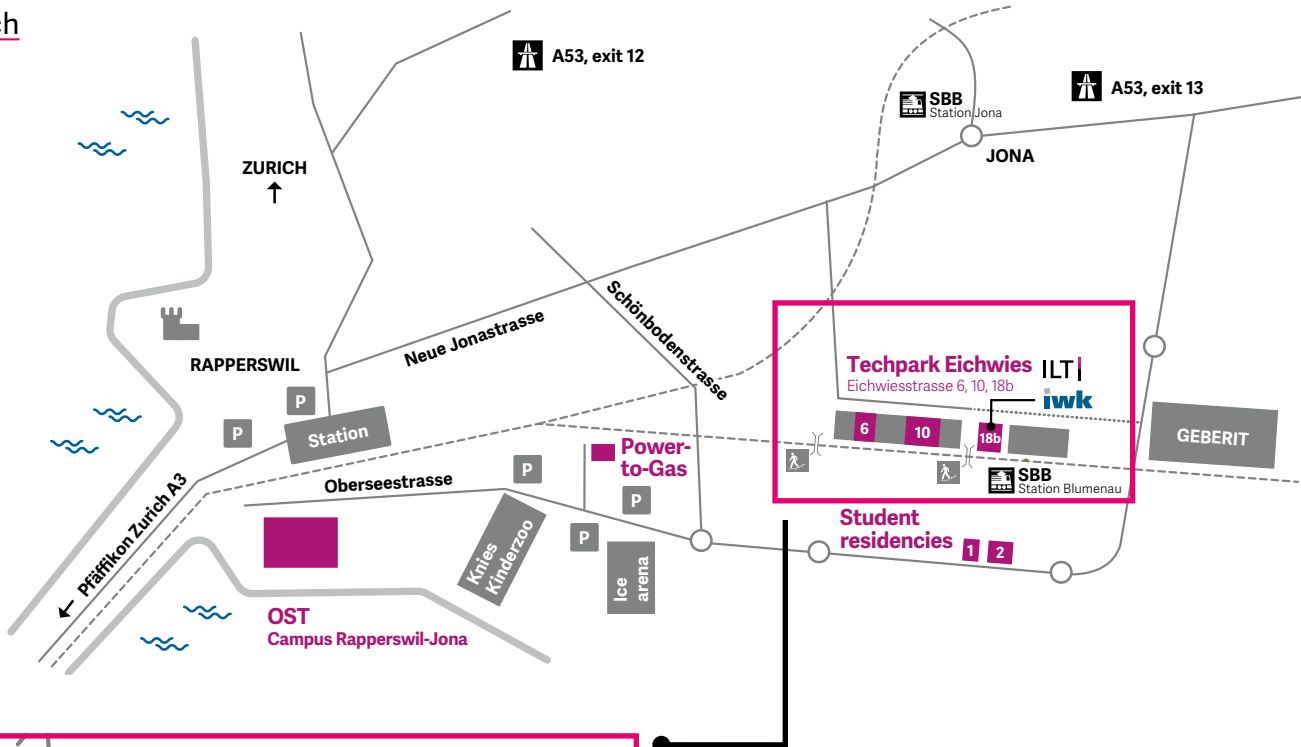 ch
A53, exit 12
A53, exit 13
SBB
Station Jona
JONA
ZURICH
Schönbodenstrasse
Neue Jonastrasse
RAPPERSWIL
Techpark Eichwies
Eichwiesstrasse 6, 10, 18b
ILT
iwk
P
P
Station
6
10
18b
GEBERIT
Power-
to-Gas
P
P
P
SBB
Station Blumenau
Oberseestrasse
Pfäffikon Zurich A3
Knies
Kinderzoo
Ice
arena
Student
residencies
1
2
OST
Campus Rapperswil-Jona